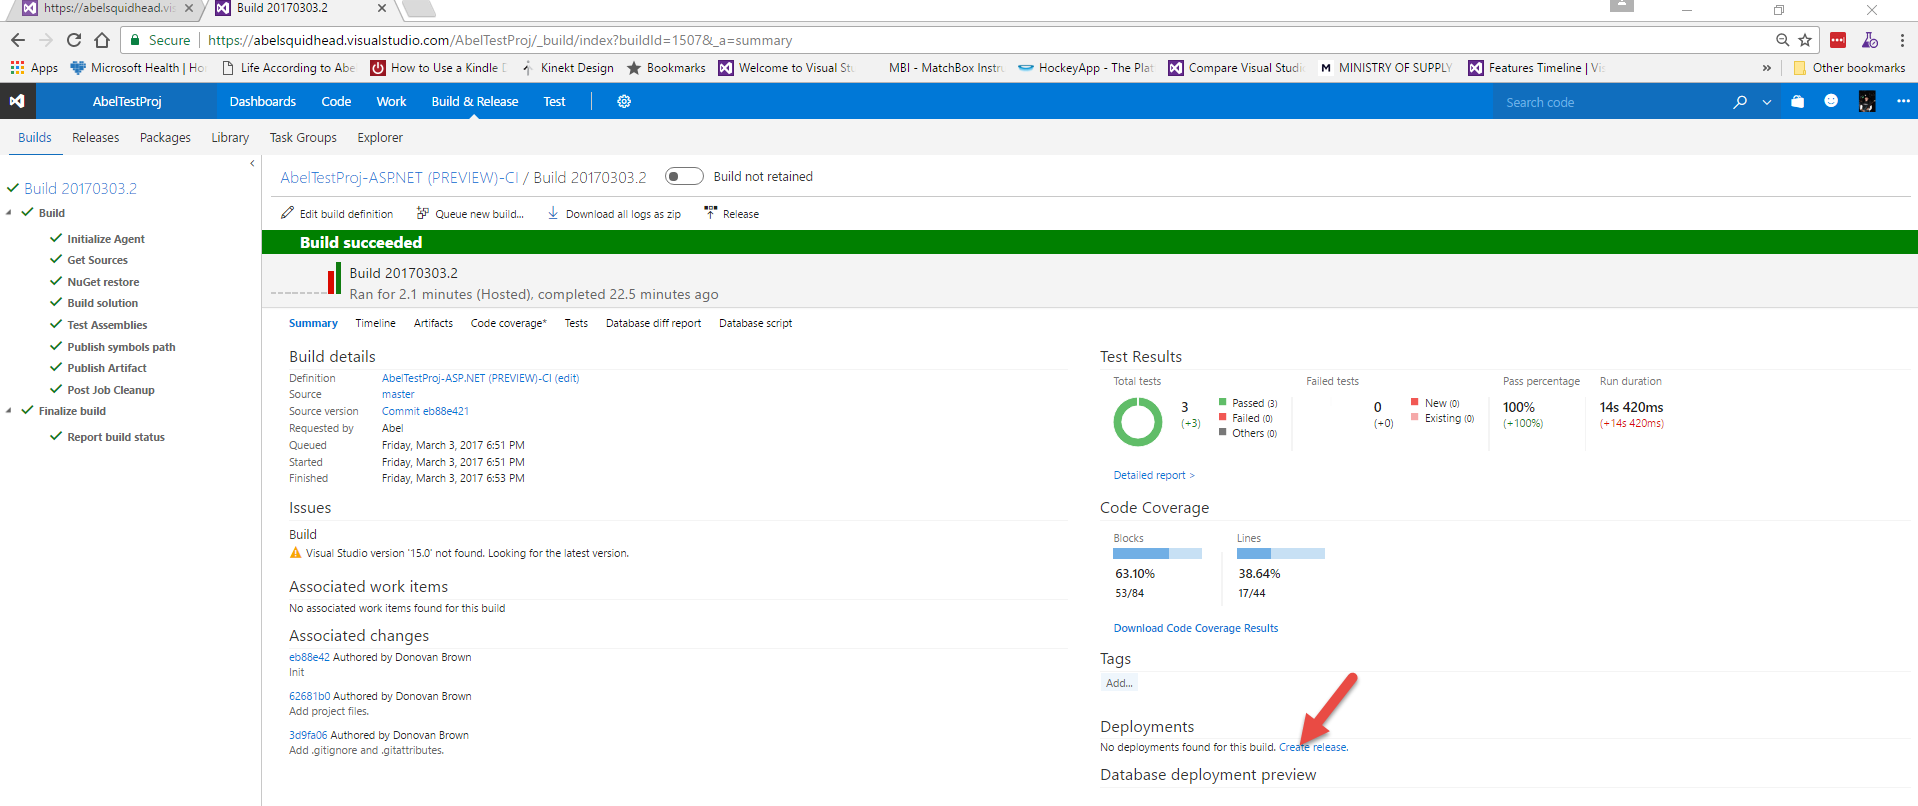 https://abelsquidhead.vis
Build 20170303.2
Secure https://abelsquidhead.visualstudio.com/AbelTestProj/_build/index?buildId=1507&_a=summary
Apps Microsoft Health | Ho Life According to Abe How to Use a Kindle D Kinekt Design Bookmarks Welcome to Visual Stu MBI - MatchBox Instru HockeyApp - The Plat Compare Visual Studi MINISTRY OF SUPPLY Features Timeline | Vis » Other bookmarks
AbelTestProj Dashboards Code Work Build & Release Test Search code
Builds Releases Packages Library Task Groups Explorer
Build 20170303.2
Build
Initialize Agent
Get Sources
NuGet restore
Build solution
Test Assemblies
Publish symbols path
Publish Artifact
Post Job Cleanup
Finalize build
Report build status
AbelTestProj-ASP.NET (PREVIEW)-CI / Build 20170303.2 Build not retained
Edit build definition Queue new build... Download all logs as zip Release
Build succeeded
Build 20170303.2
Ran for 2.1 minutes (Hosted), completed 22.5 minutes ago
Summary Timeline Artifacts Code coverage* Tests Database diff report Database script
Build details
Definition AbelTestProj-ASP.NET (PREVIEW)-CI (edit)
Source master
Source version Commit eb88e421
Requested by Abel
Queued Friday, March 3, 2017 6:51 PM
Started Friday, March 3, 2017 6:51 PM
Finished Friday, March 3, 2017 6:53 PM
Issues
Build
Visual Studio version '15.0' not found. Looking for the latest version.
Associated work items
No associated work items found for this build
Associated changes
eb88e42 Authored by Donovan Brown
Init
62681b0 Authored by Donovan Brown
Add project files.
3d9fa06 Authored by Donovan Brown
Add .gitignore and .gitattributes.
Test Results
Total tests Failed tests Pass percentage Run duration
3 Passed (3) 0 New (0) 100% 14s 420ms
(+3) Failed (0) (+0) Existing (0) (+100%) (+14s 420ms)
Others (0)
Detailed report >
Code Coverage
Blocks Lines
63.10% 38.64%
53/84 17/44
Download Code Coverage Results
Tags
Add...
Deployments
No deployments found for this build. Create release.
Database deployment preview